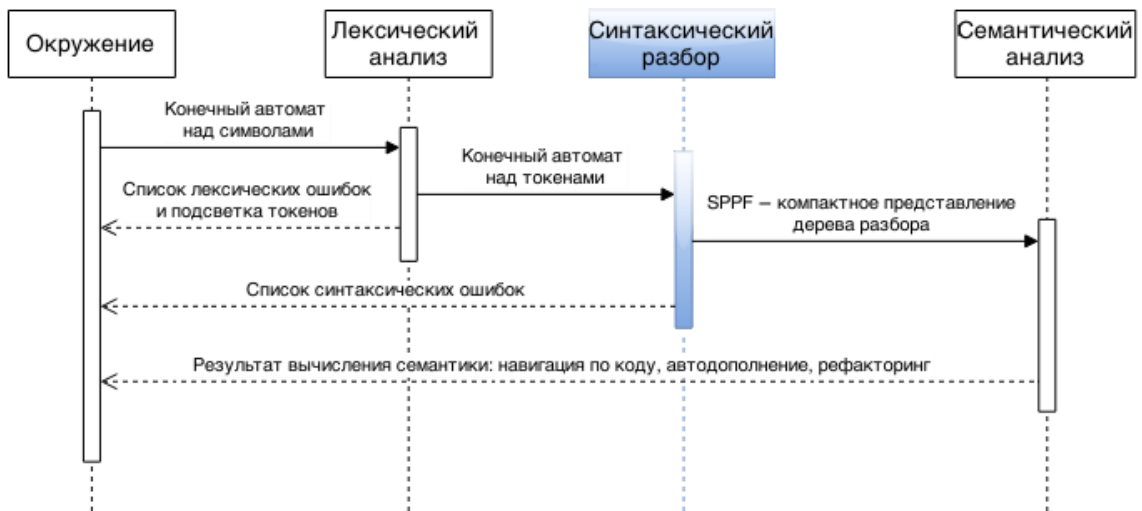 Окружение
Лексический
анализ
Синтаксический
разбор
Семантический
анализ
Конечный автомат
над символами
Конечный автомат
над токенами
Список лексических ошибок
и подсветка токенов
SPPF – компактное представление
дерева разбора
Список синтаксических ошибок
Результат вычисления семантики: навигация по коду, автодополнение, рефакторинг